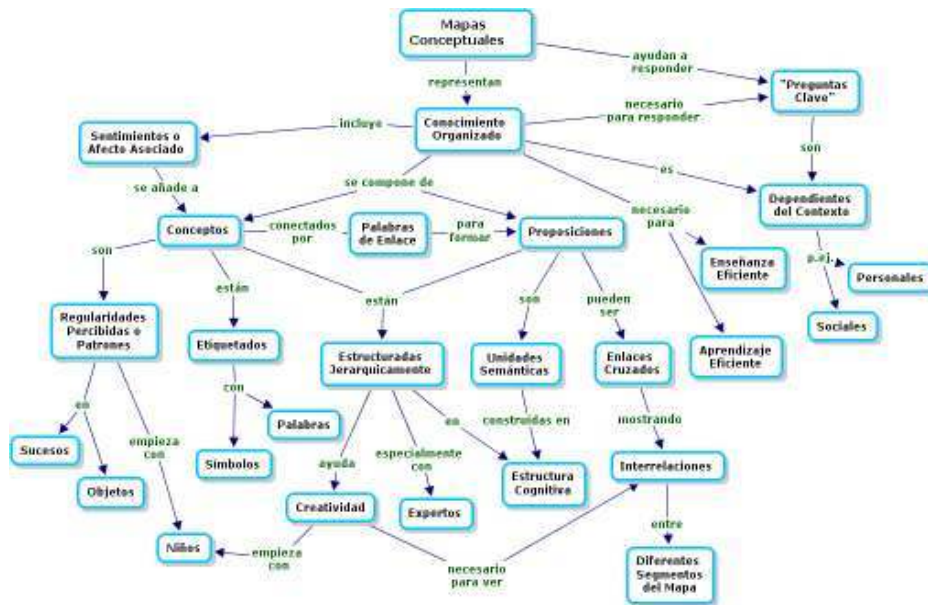 Mapas
Conceptuales
ayudan a
responder
representan
"Preguntas
Clave"
necesario
para responder
Conocimiento
Organizado
incluye
Sentimientos o
Afecto Asociado
son
es
se añade a
se compone de
Dependientes
del Contexto
necesario
para
Conceptos
conectados
por
Palabras
de Enlace
para
formar
Proposiciones
Enseñanza
Eficiente
p.ej.
Personales
son
están
están
son
pueden
ser
Sociales
Regularidades
Percibidas o
Patrones
Etiquetados
Estructuradas
Jerarquicamente
Unidades
Semánticas
Enlaces
Cruzados
Aprendizaje
Eficiente
en
con
en
construidas en
mostrando
Palabras
empieza
con
Sucesos
Símbolos
ayuda
especialmente
con
Interrelaciones
Objetos
Estructura
Cognitiva
Creatividad
Expertos
entre
Niños
empieza
con
necesario
para ver
Diferentes
Segmentos
del Mapa